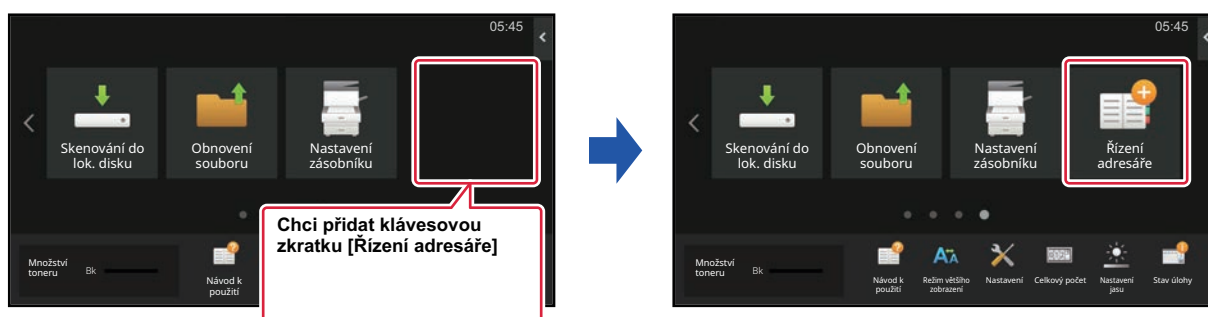 05:45
Skenování do
lok. disku
Obnovení
souboru
Nastavení
zásobníku
Chci přidat klávesovou
zkratku [Řízení adresáře]
Množství
toneru
Bk
Návod k
použití
05:45
Skenování do
lok. disku
Obnovení
souboru
Nastavení
zásobníku
Řízení
adresáře
Množství
toneru
Bk
Návod k
použití
Režim většího
zobrazení
Nastavení
Celkový počet
Nastavení
jasu
Stav úlohy